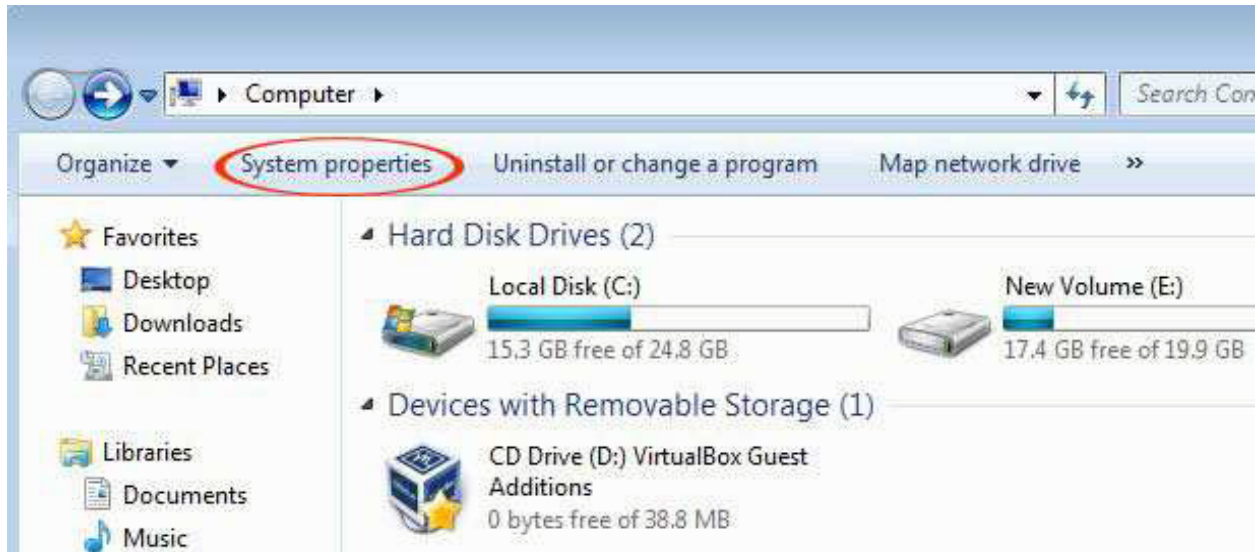 Computer
Search Con
Organize System properties Uninstall or change a program Map network drive »
Favorites
Desktop
Downloads
Recent Places
Libraries
Documents
Music
Hard Disk Drives (2)
Local Disk (C:)
15.3 GB free of 24.8 GB
New Volume (E:)
17.4 GB free of 19.9 GB
Devices with Removable Storage (1)
CD Drive (D:) VirtualBox Guest
Additions
0 bytes free of 38.8 MB